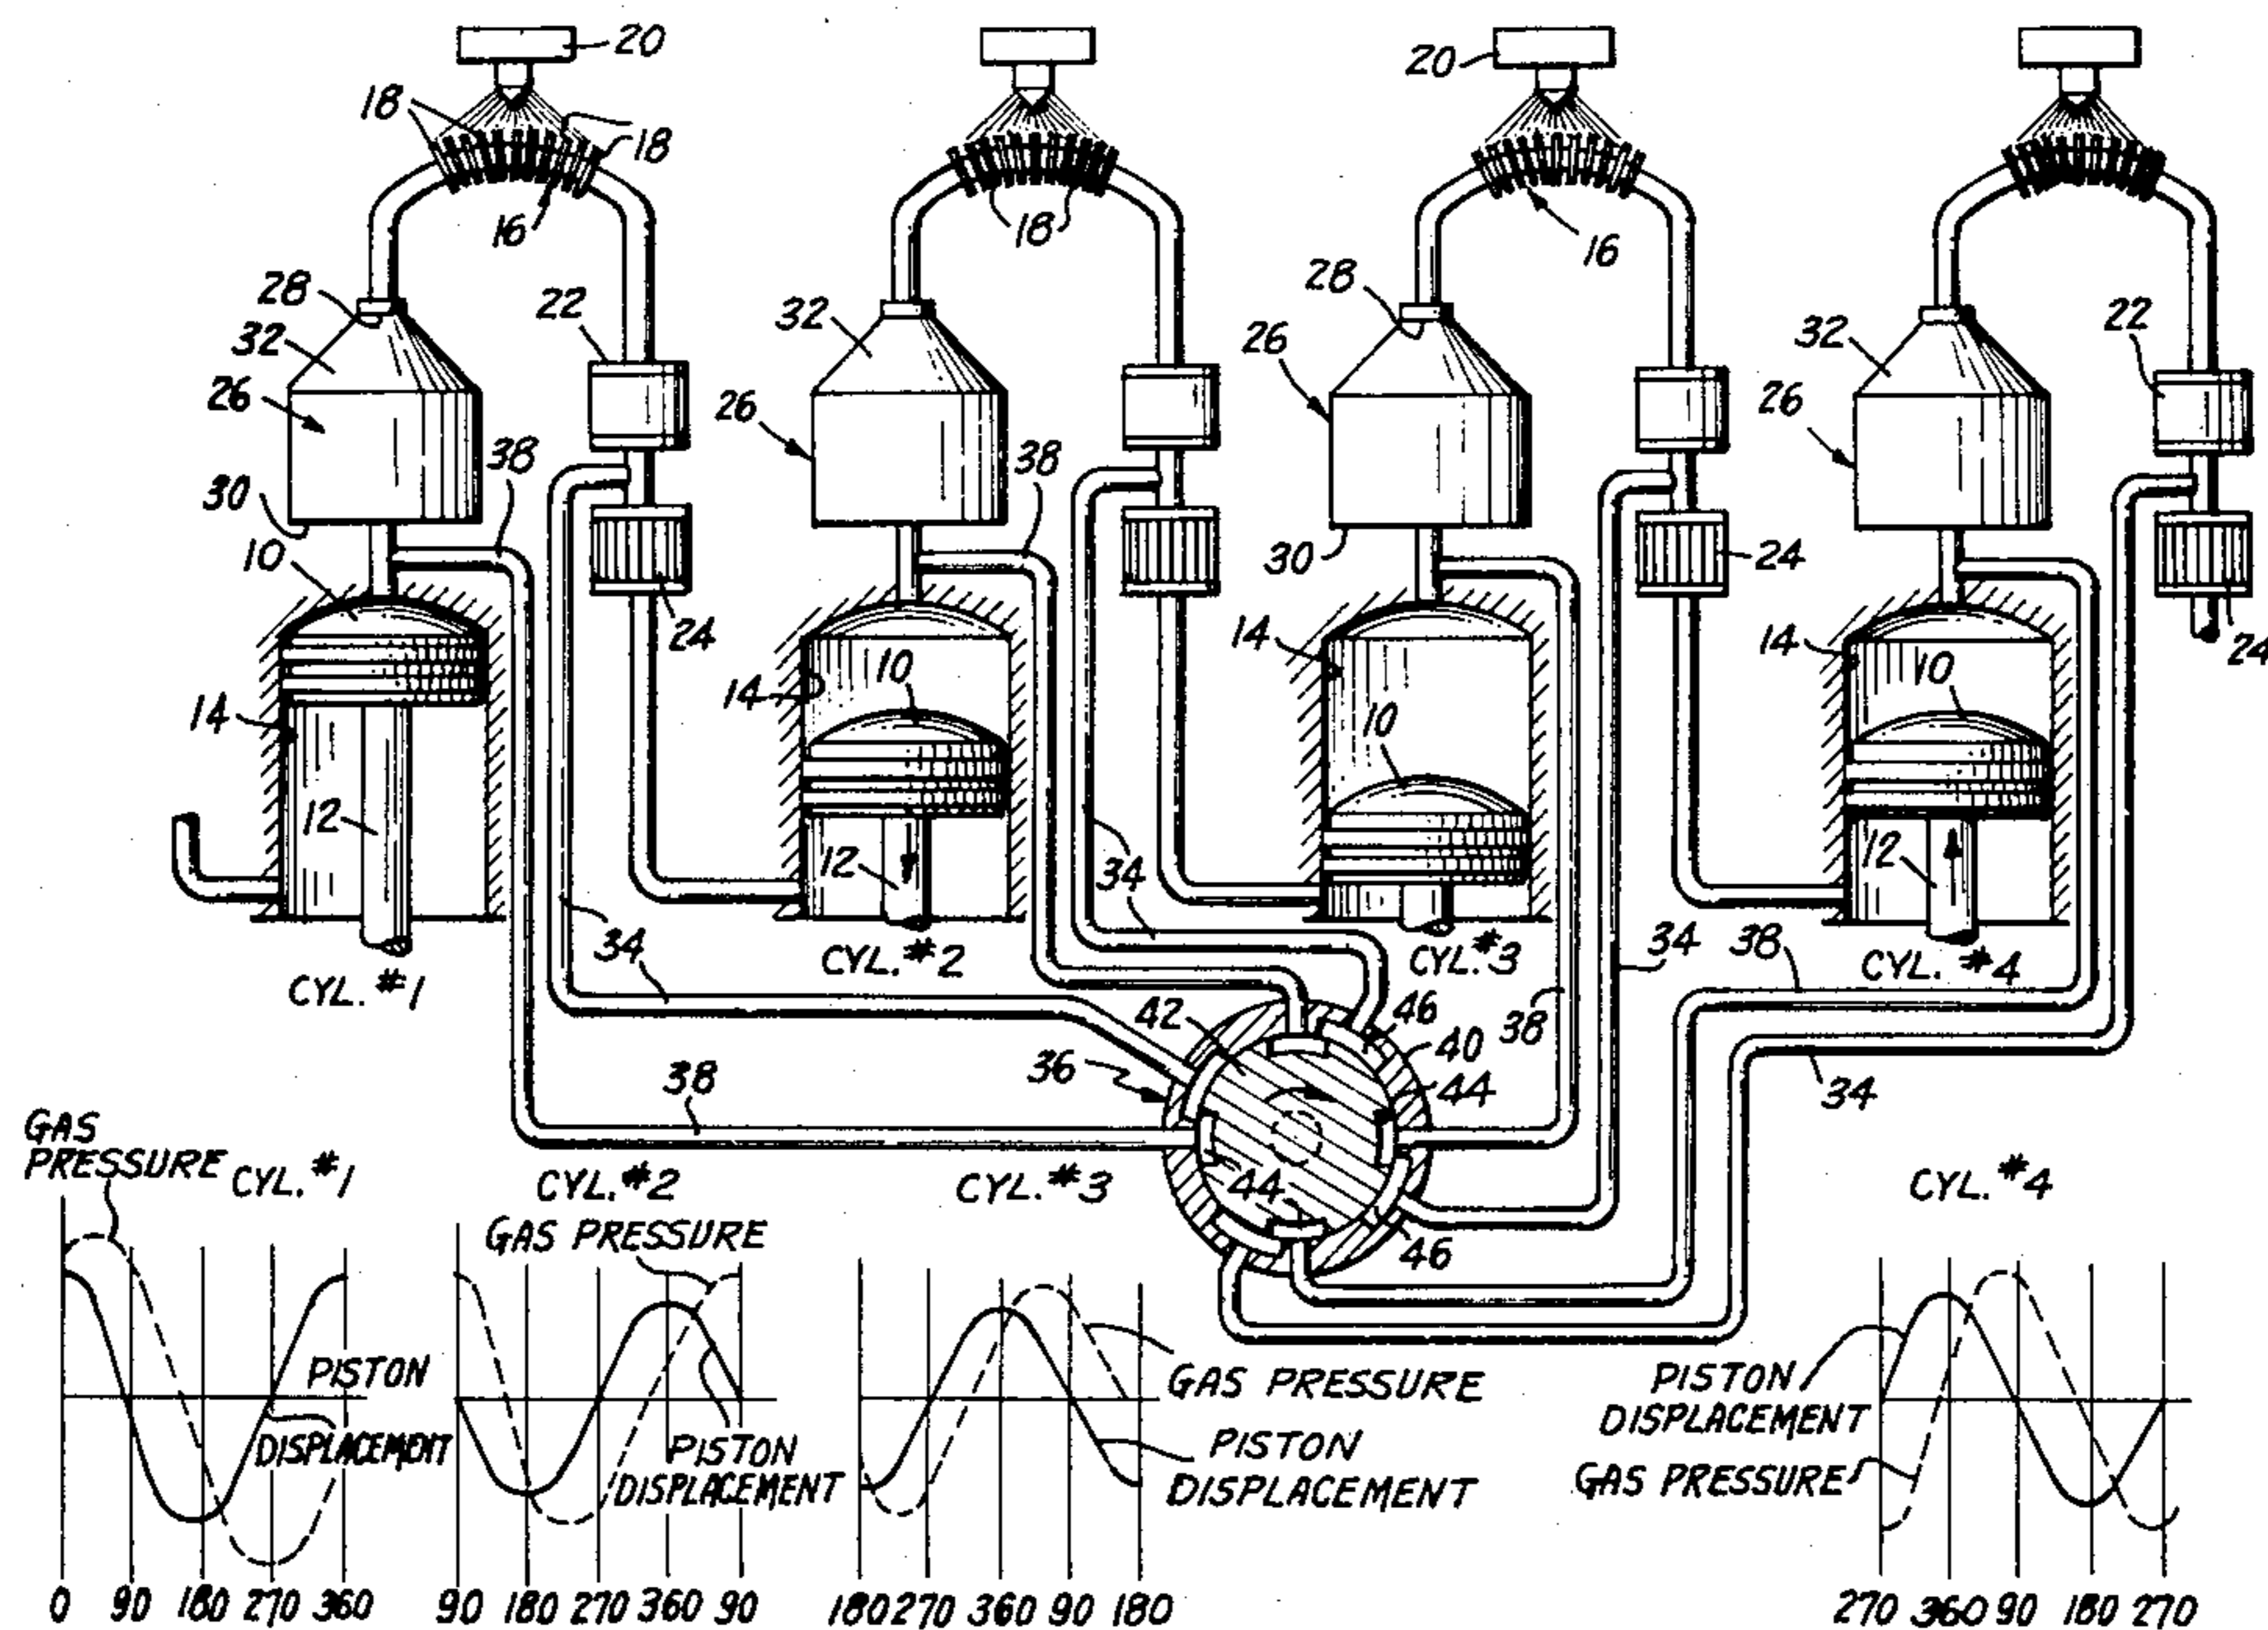 20
20
18
18
18
16
16
28
28
32
22
32
32
22
26
26
26
26
38
38
30
30
10
24
24
24
14
14
10
14
14
10
10
12
12
12
34
34
34
38
38
34
CYL. #1
CYL. #2
CYL. #3
CYL. #4
42
46
40
38
36
44
34
38
44
46
GAS
PRESSURE
CYL. #1
CYL. #2
CYL. #3
CYL. #4
GAS PRESSURE
PISTON
DISPLACEMENT
PISTON
DISPLACEMENT
GAS PRESSURE
PISTON
DISPLACEMENT
PISTON
DISPLACEMENT
GAS PRESSURE
0 90 180 270 360
90 180 270 360 90
180 270 360 90 180
270 360 90 180 270